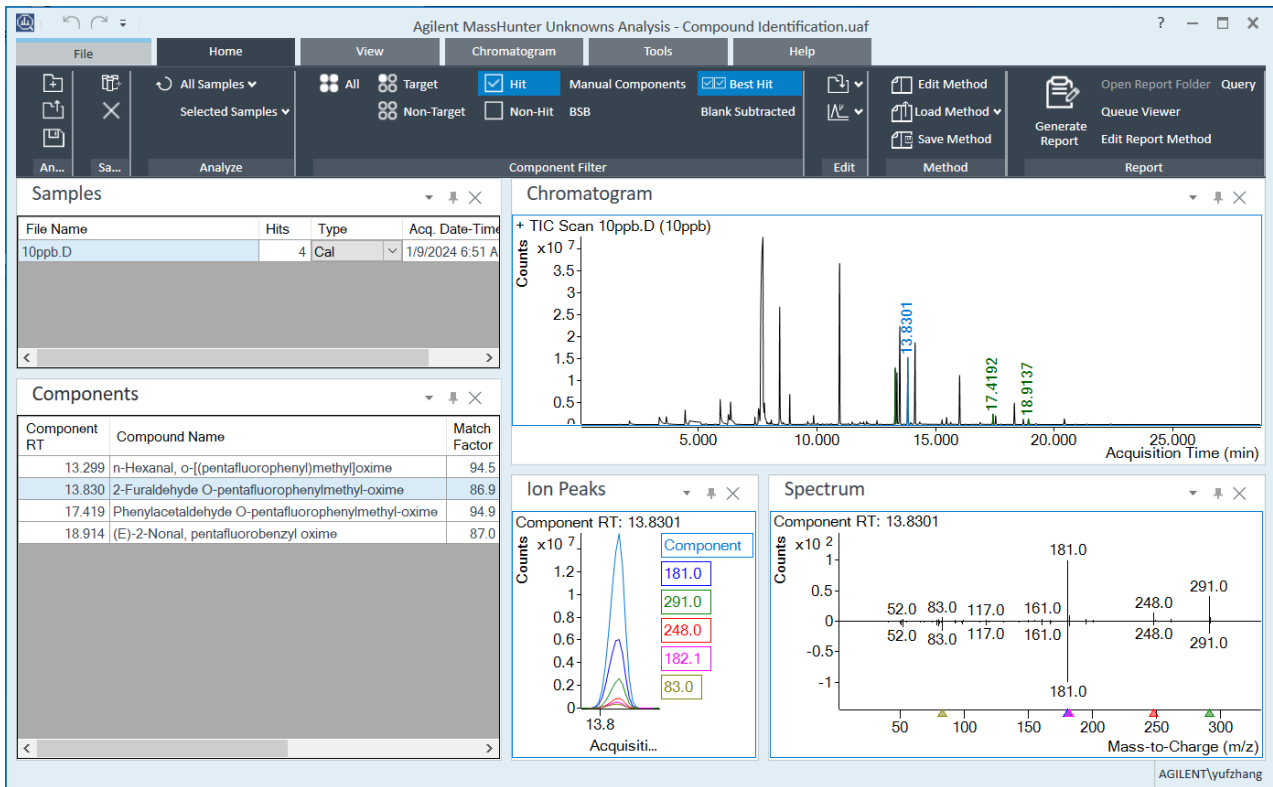 Agilent MassHunter Unknowns Analysis - Compound Identification.uaf
File Home View Chromatogram Tools Help
All Samples All Target Hit Manual Components Best Hit Edit Method Open Report Folder Query
Selected Samples Non-Target Non-Hit BSB Blank Subtracted Load Method Generate Report Queue Viewer
Save Method Edit Report Method
An... Sa... Analyze Component Filter Edit Method Report
Samples
File Name Hits Type Acq. Date-Time
10ppb.D 4 Cal 1/9/2024 6:51 A
Components
Component RT Compound Name Match Factor
13.299 n-Hexanal, o-[(pentafluorophenyl)methyl]oxime 94.5
13.830 2-Furaldehyde O-pentafluorophenylmethyl-oxime 86.9
17.419 Phenylacetaldehyde O-pentafluorophenylmethyl-oxime 94.9
18.914 (E)-2-Nonal, pentafluorobenzyl oxime 87.0
Chromatogram
+ TIC Scan 10ppb.D (10ppb)
Counts
x10 7
3.5
3
2.5
2
1.5
1
0.5
0
13.8301
17.4192
18.9137
5.000 10.000 15.000 20.000 25.000
Acquisition Time (min)
Ion Peaks
Component RT: 13.8301
Counts
x10 7
1.2
1
0.8
0.6
0.4
0.2
0
Component
181.0
291.0
248.0
182.1
83.0
13.8
Acquisiti...
Spectrum
Component RT: 13.8301
Counts
x10 2
1
0.5
0
-0.5
-1
181.0
291.0
52.0 83.0 117.0 161.0 248.0
52.0 83.0 117.0 161.0 248.0 291.0
181.0
50 100 150 200 250 300
Mass-to-Charge (m/z)
AGILENT\yufzhang